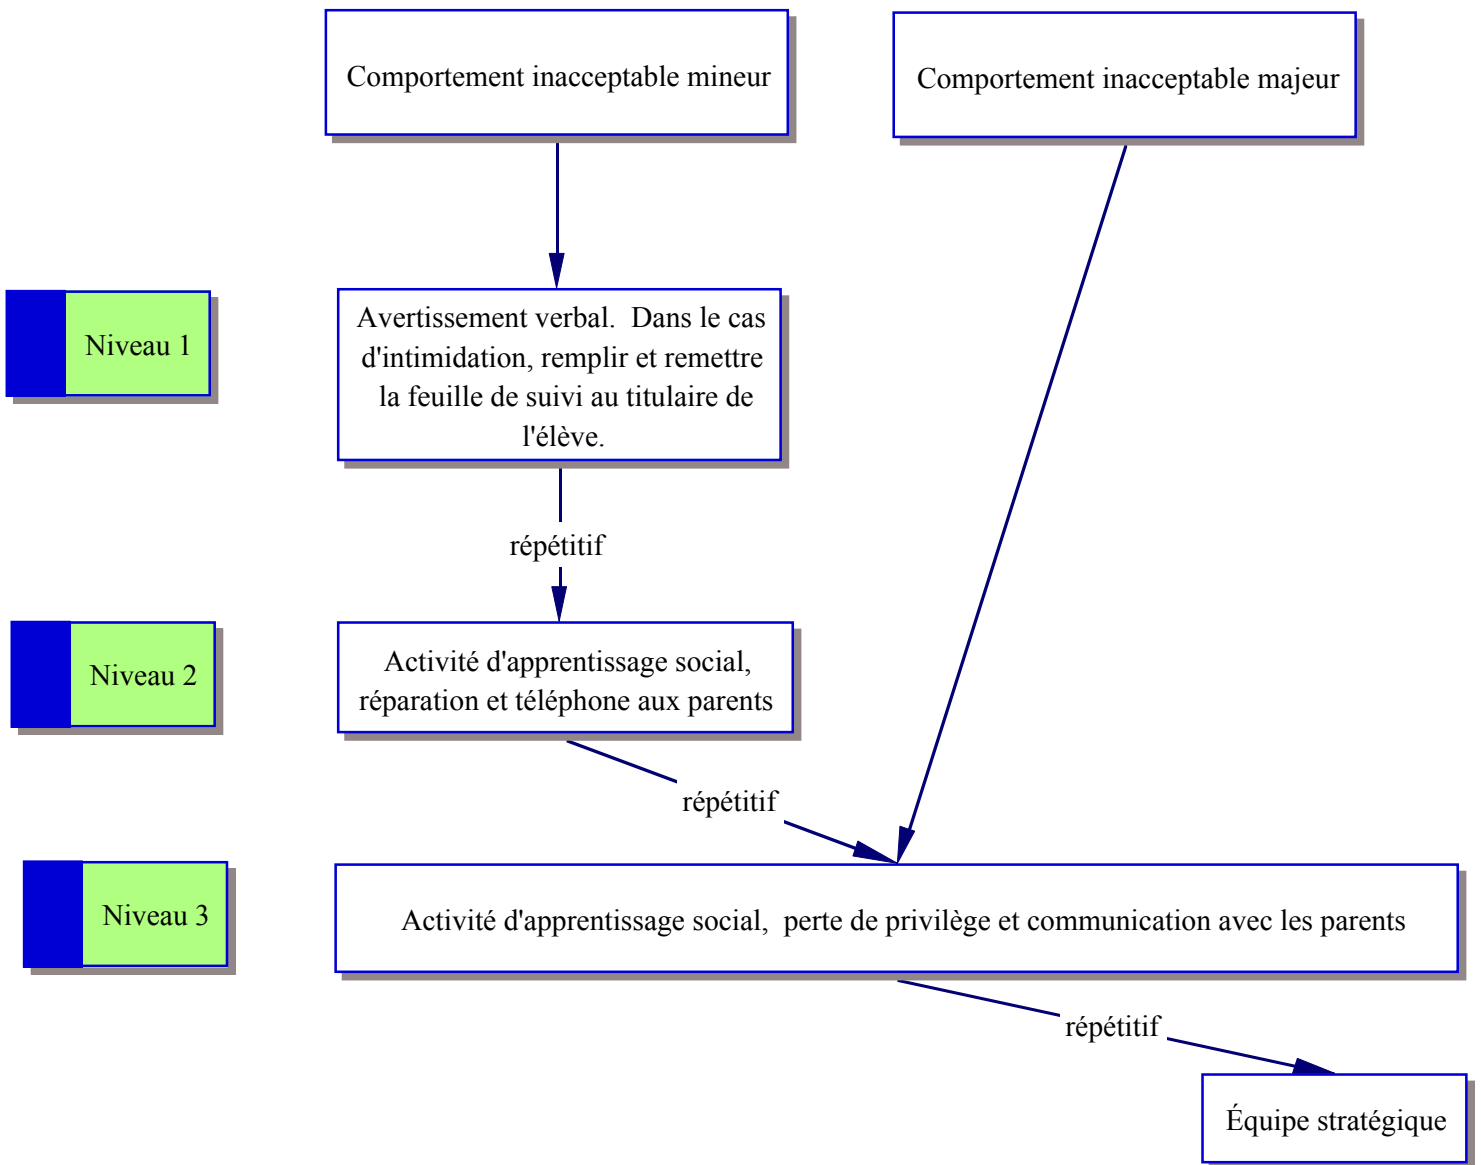 Comportement inacceptable mineur
Comportement inacceptable majeur
Niveau 1
Avertissement verbal.  Dans le cas
d'intimidation, remplir et remettre
la feuille de suivi au titulaire de
l'élève.
répétitif
Niveau 2
Activité d'apprentissage social,
réparation et téléphone aux parents
répétitif
Niveau 3
Activité d'apprentissage social,  perte de privilège et communication avec les parents
répétitif
Équipe stratégique